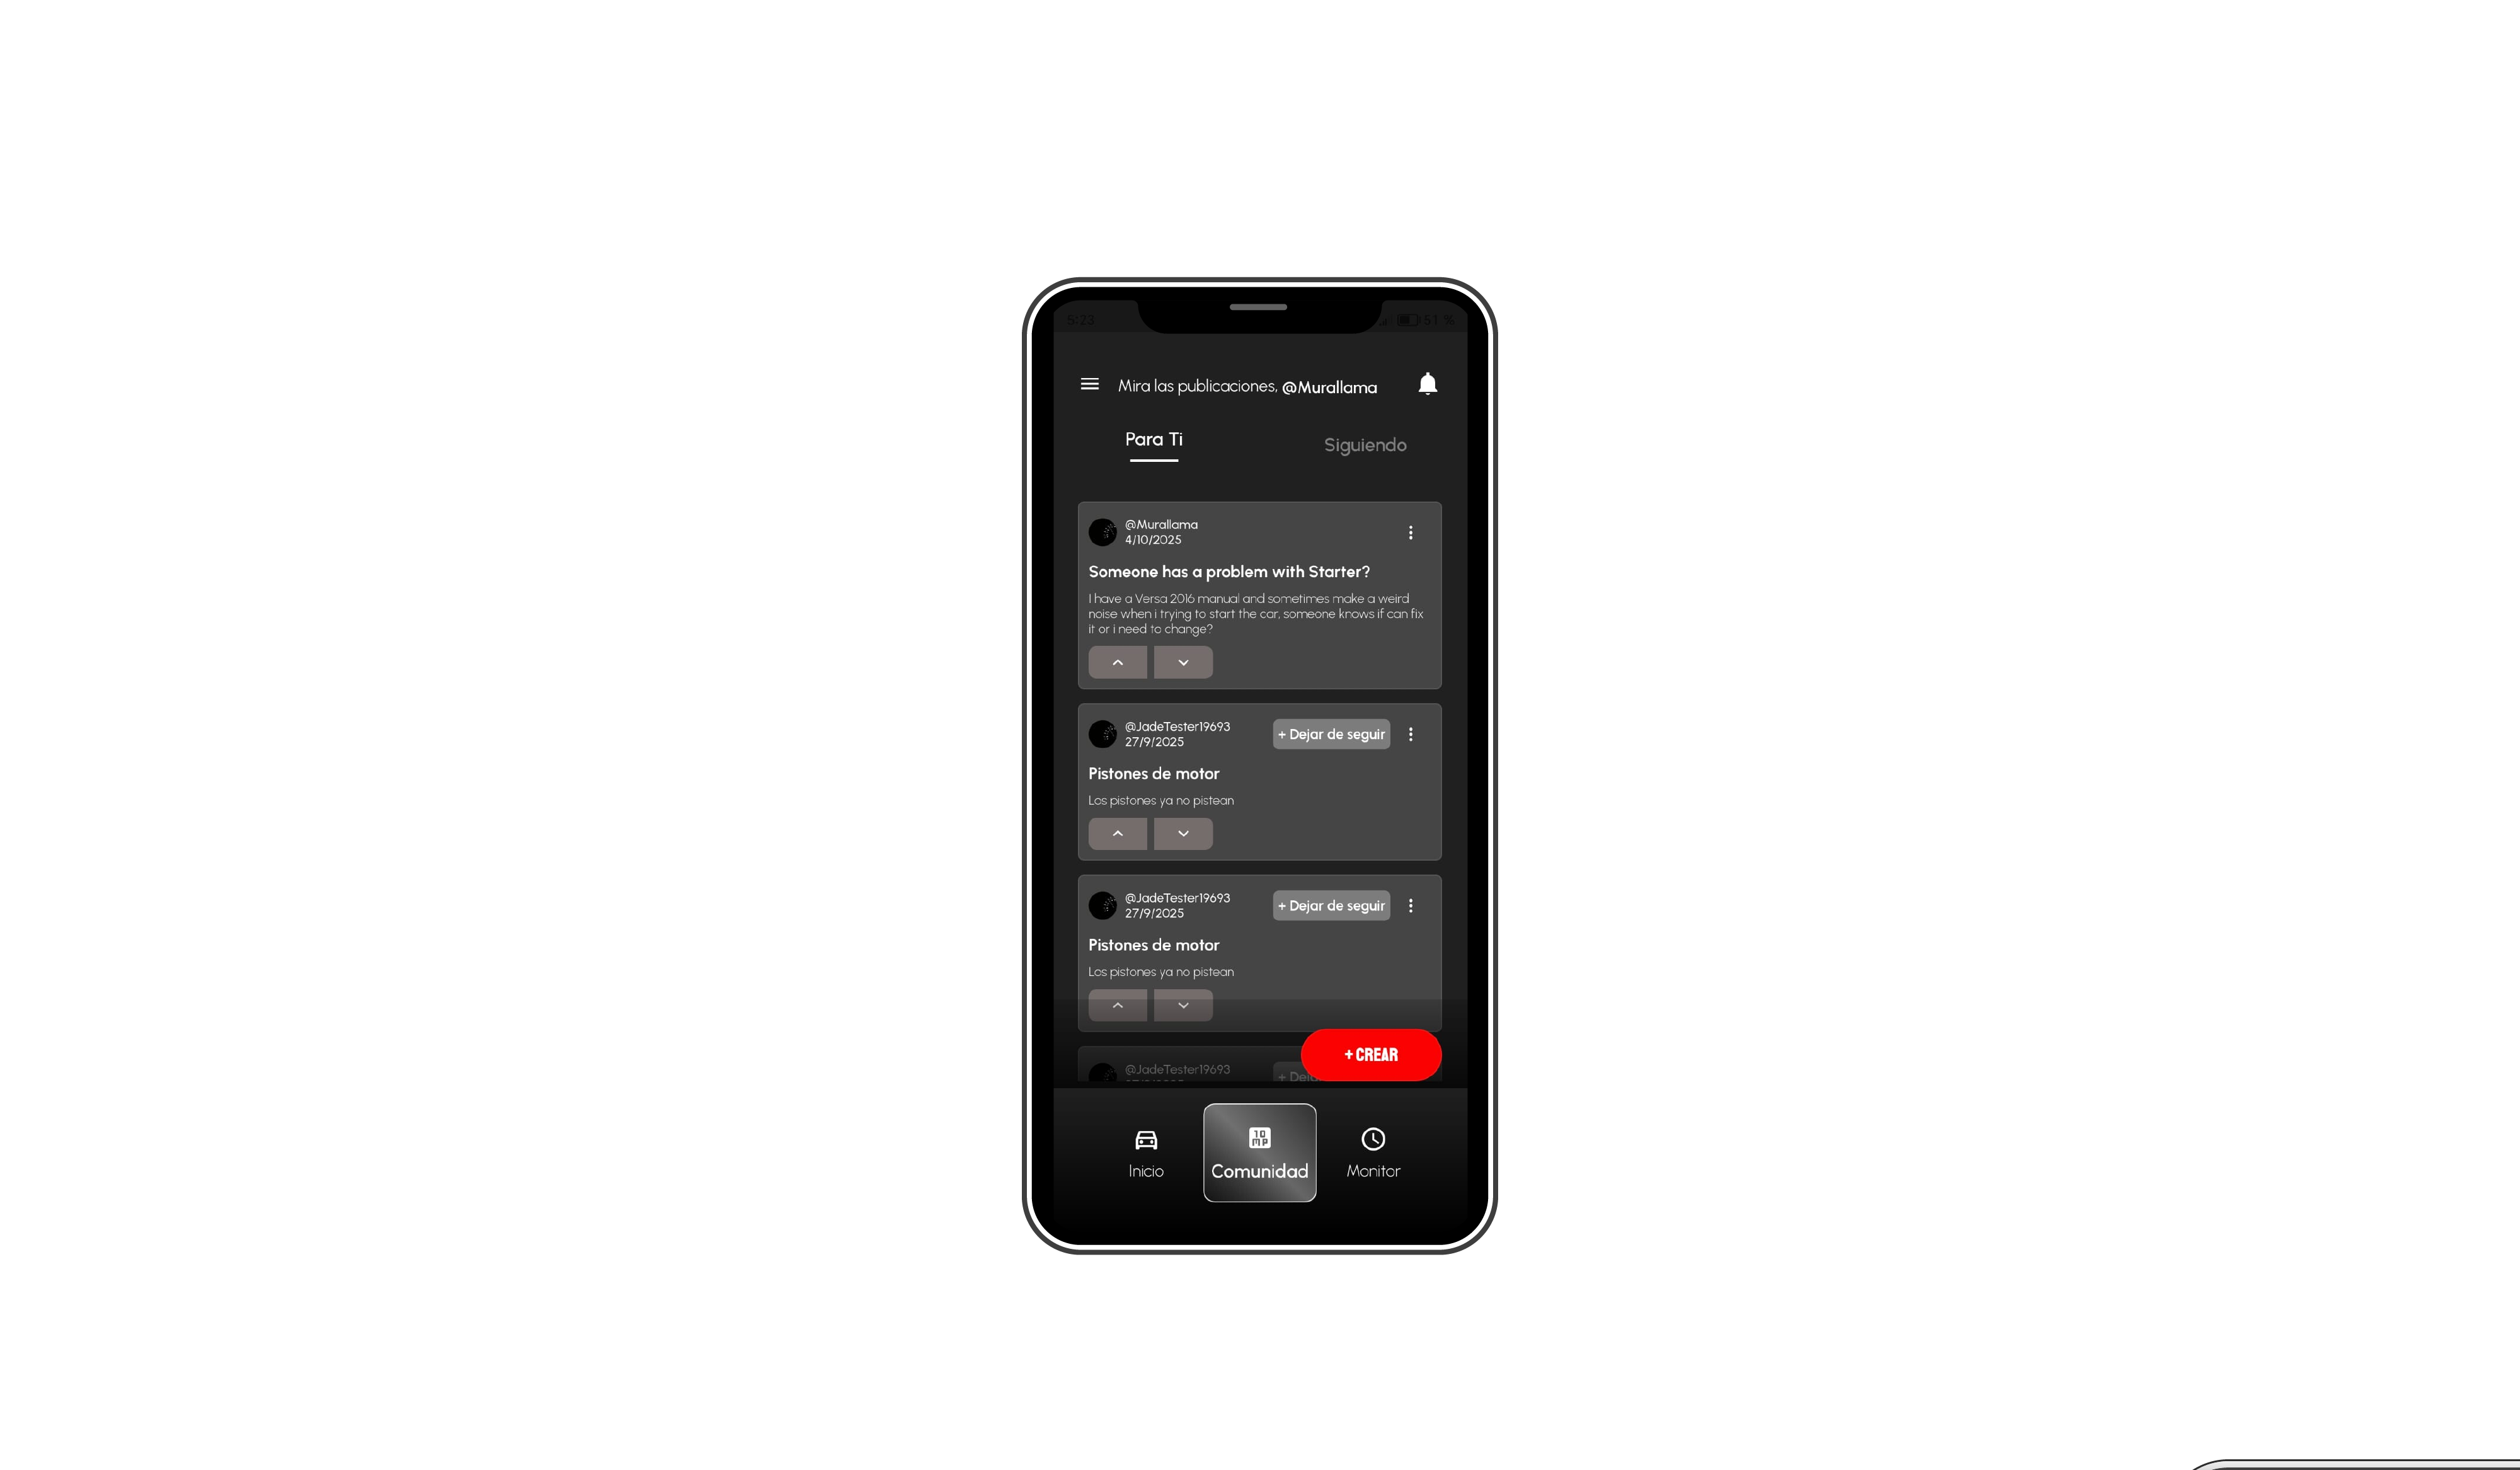 5:23
51 %
Mira las publicaciones, @Murallama
Para Ti
Siguiendo
@Murallama
4/10/2025
Someone has a problem with Starter?
I have a Versa 2016 manual and sometimes make a weird
noise when i trying to start the car, someone knows if can fix
it or i need to change?
@JadeTester19693
27/9/2025
+ Dejar de seguir
Pistones de motor
Los pistones ya no pistean
@JadeTester19693
27/9/2025
+ Dejar de seguir
Pistones de motor
Los pistones ya no pistean
@JadeTester19693
+ CREAR
Inicio
Comunidad
Monitor